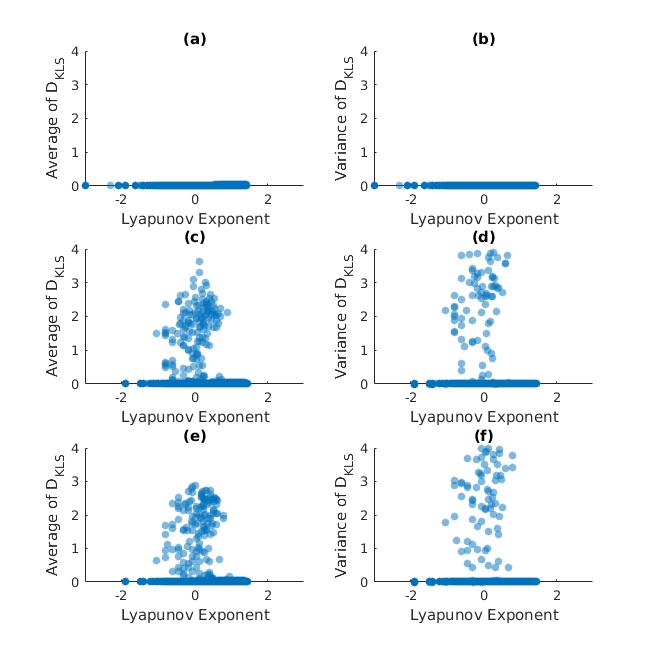 (a)
4
3
2
1
0
Average of D_KLS
-2 0 2
Lyapunov Exponent
(b)
4
3
2
1
0
Variance of D_KLS
-2 0 2
Lyapunov Exponent
(c)
4
3
2
1
0
Average of D_KLS
-2 0 2
Lyapunov Exponent
(d)
4
3
2
1
0
Variance of D_KLS
-2 0 2
Lyapunov Exponent
(e)
4
3
2
1
0
Average of D_KLS
-2 0 2
Lyapunov Exponent
(f)
4
3
2
1
0
Variance of D_KLS
-2 0 2
Lyapunov Exponent